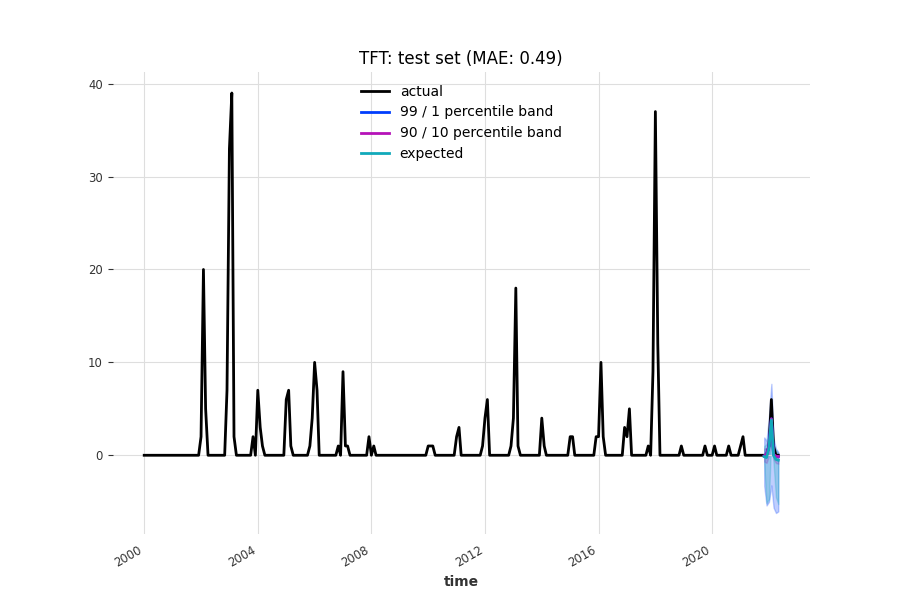 TFT: test set (MAE: 0.49)
actual
99 / 1 percentile band
90 / 10 percentile band
expected
40
30
20
10
0
2000
2004
2008
2012
2016
2020
time